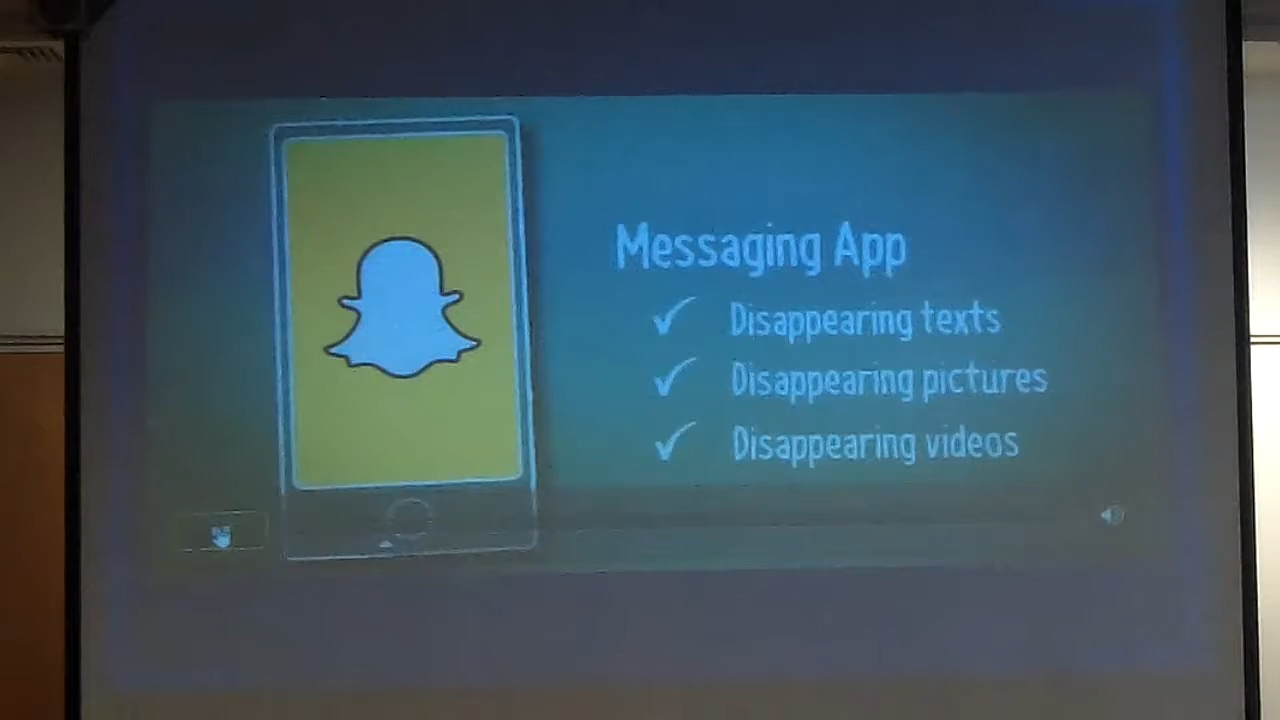 Messaging App
Disappearing texts
Disappearing pictures
Disappearing videos